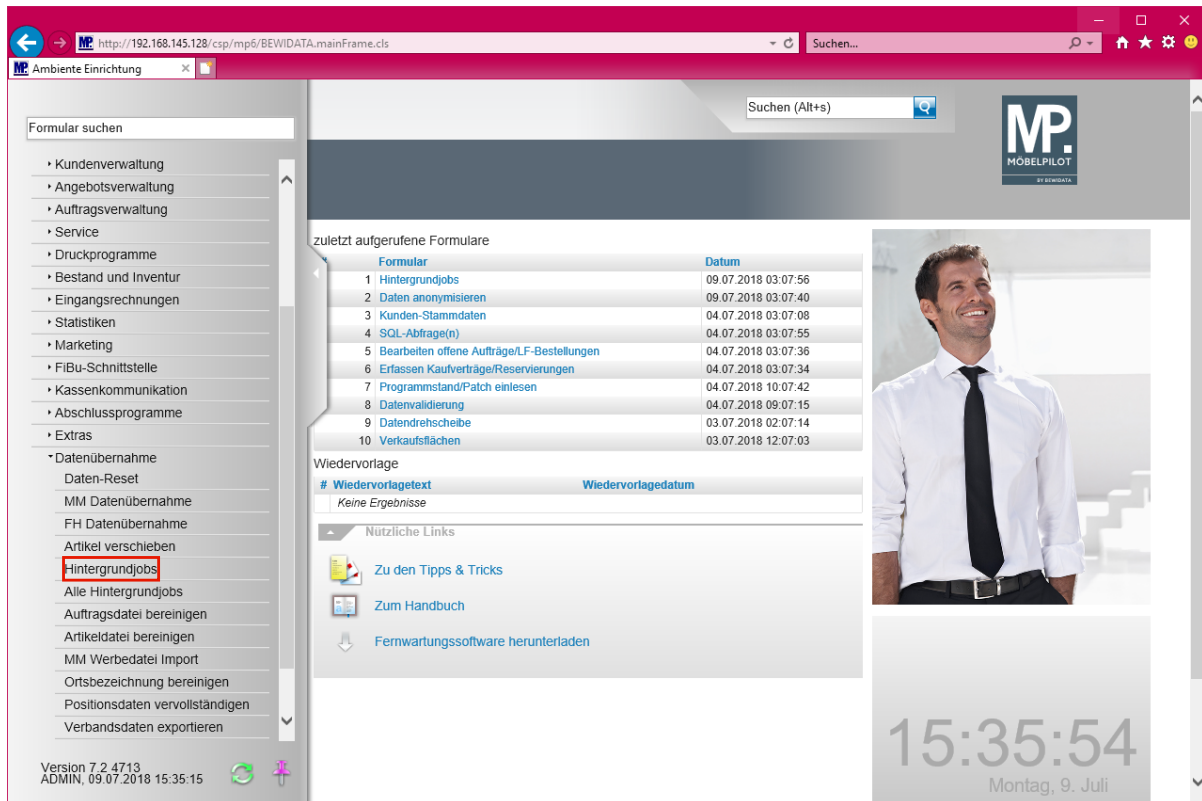 http://192.168.145.128/csp/mp6/BEWIDATA.mainFrame.cls
Suchen...
MP. Ambiente Einrichtung
Suchen (Alt+s)
MP.
MÖBELPILOT
BY BEWIDATA
Formular suchen
Kundenverwaltung
Angebotsverwaltung
Auftragsverwaltung
Service
Druckprogramme
Bestand und Inventur
Eingangsrechnungen
Statistiken
Marketing
FiBu-Schnittstelle
Kassenkommunikation
Abschlussprogramme
Extras
Datenübernahme
Daten-Reset
MM Datenübernahme
FH Datenübernahme
Artikel verschieben
Hintergrundjobs
Alle Hintergrundjobs
Auftragsdatei bereinigen
Artikeldatei bereinigen
MM Werbedatei Import
Ortsbezeichnung bereinigen
Positionsdaten vervollständigen
Verbandsdaten exportieren
Version 7.2 4713
ADMIN, 09.07.2018 15:35:15
zuletzt aufgerufene Formulare
Formular Datum
1 Hintergrundjobs 09.07.2018 03:07:56
2 Daten anonymisieren 09.07.2018 03:07:40
3 Kunden-Stammdaten 04.07.2018 03:07:08
4 SQL-Abfrage(n) 04.07.2018 03:07:55
5 Bearbeiten offene Aufträge/LF-Bestellungen 04.07.2018 03:07:36
6 Erfassen Kaufverträge/Reservierungen 04.07.2018 03:07:34
7 Programmstand/Patch einlesen 04.07.2018 10:07:42
8 Datenvalidierung 04.07.2018 09:07:15
9 Datendrehscheibe 03.07.2018 02:07:14
10 Verkaufsflächen 03.07.2018 12:07:03
Wiedervorlage
# Wiedervorlagetext Wiedervorlagedatum
Keine Ergebnisse
Nützliche Links
Zu den Tipps & Tricks
Zum Handbuch
Fernwartungssoftware herunterladen
15:35:54
Montag, 9. Juli